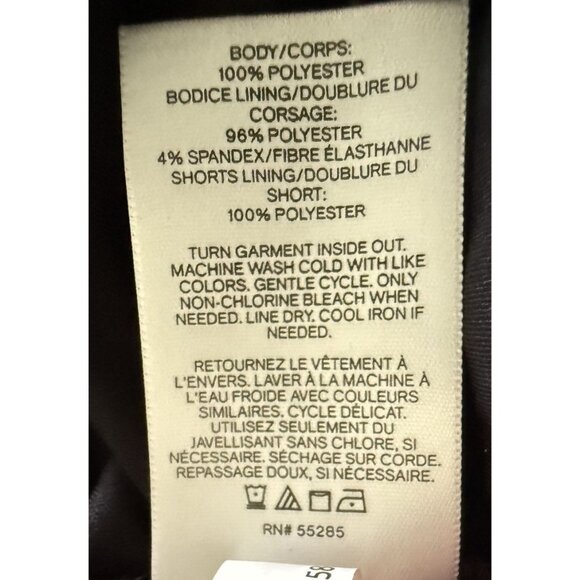 BODY/CORPS:
100% POLYESTER
BODICE LINING/DOUBLURE DU
CORSAGE:
96% POLYESTER
4% SPANDEX/FIBRE ÉLASTHANNE
SHORTS LINING/DOUBLURE DU
SHORT:
100% POLYESTER
TURN GARMENT INSIDE OUT.
MACHINE WASH COLD WITH LIKE
COLORS. GENTLE CYCLE. ONLY
NON-CHLORINE BLEACH WHEN
NEEDED. LINE DRY. COOL IRON IF
NEEDED.
RETOURNEZ LE VÊTEMENT À
L'ENVERS. LAVER À LA MACHINE À
L'EAU FROIDE AVEC COULEURS
SIMILAIRES. CYCLE DÉLICAT.
UTILISEZ SEULEMENT DU
JAVELLISANT SANS CHLORE, SI
NÉCESSAIRE. SÉCHAGE SUR CORDE.
REPASSAGE DOUX, SI NÉCESSAIRE.
RN# 55285